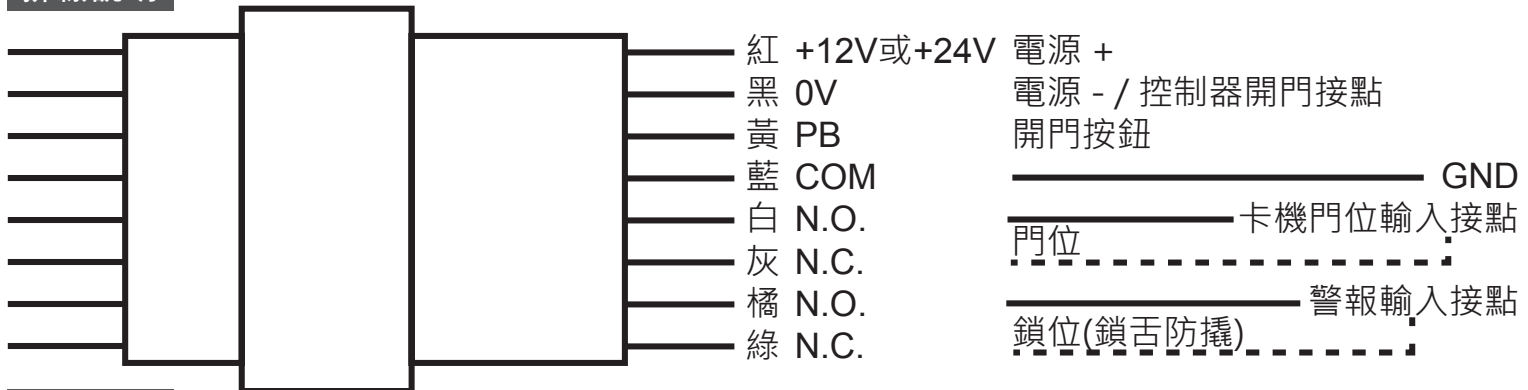 紅 +12V或+24V 電源 +
黑 0V 電源 - / 控制器開門接點
黃 PB 開門按鈕
藍 COM GND
白 N.O. 卡機門位輸入接點
門位
灰 N.C.
橘 N.O. 警報輸入接點
鎖位(鎖舌防撬)
綠 N.C.